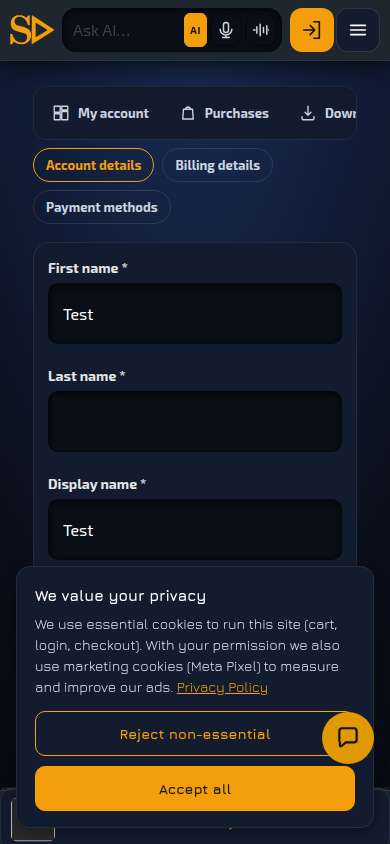 S
Ask AI...
AI
My account
Purchases
Account details
Billing details
Payment methods
First name *
Test
Last name *
Display name *
Test
We value your privacy
We use essential cookies to run this site (cart,
login, checkout). With your permission we also
use marketing cookies (Meta Pixel) to measure
and improve our ads. Privacy Policy
Reject non-essential
Accept all